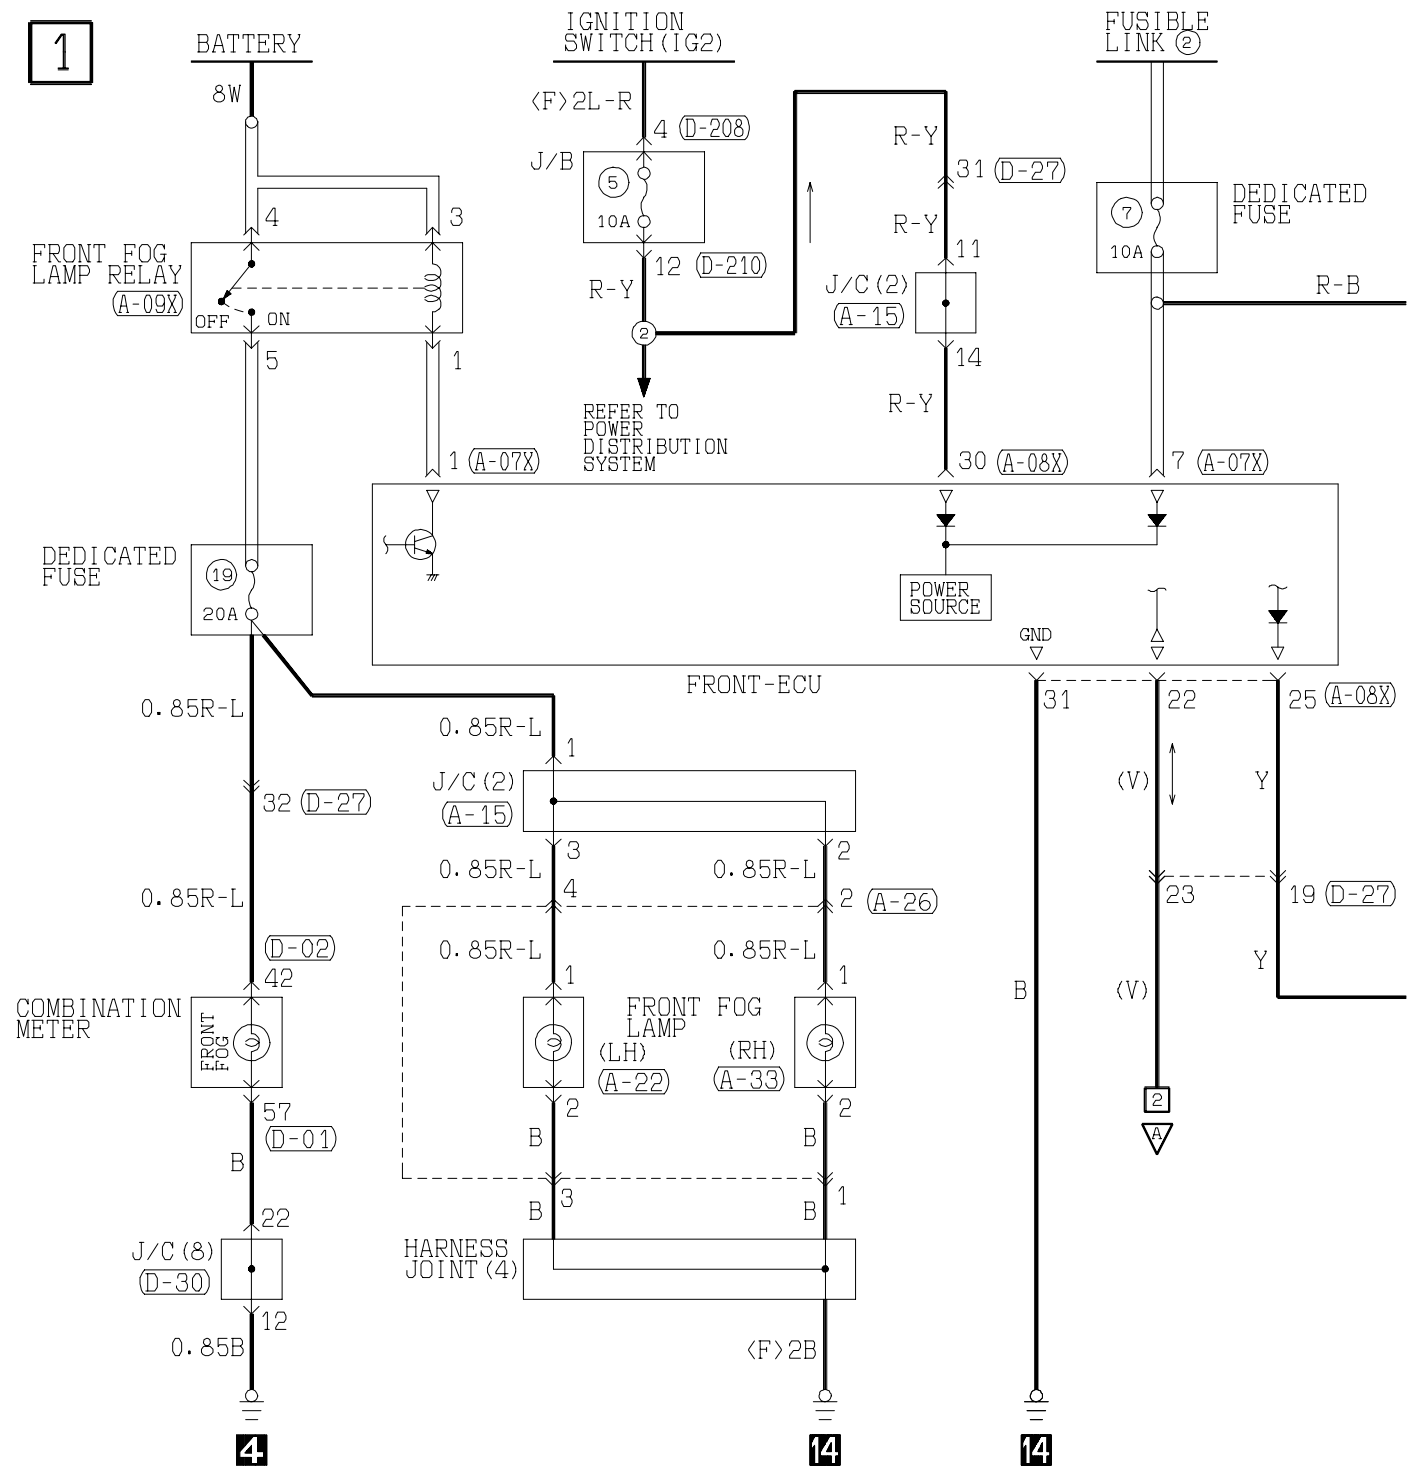 1
BATTERY
IGNITION
SWITCH(IG2)
FUSIBLE
LINK ②
8W
<F>2L-R
4 (D-208)
J/B
5
10A
12 (D-210)
R-Y
2
REFER TO
POWER
DISTRIBUTION
SYSTEM
R-Y
31 (D-27)
R-Y
11
J/C(2)
(A-15)
14
R-Y
30 (A-08X)
7
10A
DEDICATED
FUSE
R-B
7 (A-07X)
4
3
FRONT FOG
LAMP RELAY
(A-09X)
OFF
ON
5
1
1 (A-07X)
DEDICATED
FUSE
19
20A
POWER
SOURCE
GND
FRONT-ECU
31
22
25 (A-08X)
0.85R-L
0.85R-L
1
J/C(2)
(A-15)
32 (D-27)
3
2
0.85R-L
0.85R-L
4
2 (A-26)
0.85R-L
0.85R-L
0.85R-L
(V)
Y
23
19 (D-27)
(D-02)
42
1
1
COMBINATION
METER
FRONT
FOG
FRONT FOG
LAMP
(LH)
(A-22)
(RH)
(A-33)
B
(V)
Y
57
(D-01)
2
2
B
B
B
2
A
3
1
B
B
22
J/C(8)
(D-30)
12
0.85B
HARNESS
JOINT(4)
<F>2B
4
14
14